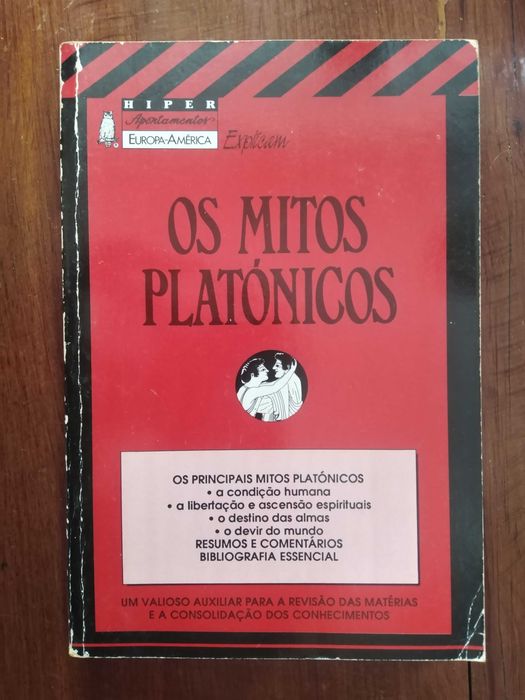 HIPER
Apontamentos
EUROPA-AMÉRICA
Explicam
OS MITOS
PLATÓNICOS
OS PRINCIPAIS MITOS PLATÓNICOS
• a condição humana
• a libertação e ascensão espirituais
• o destino das almas
• o devir do mundo
RESUMOS E COMENTÁRIOS
BIBLIOGRAFIA ESSENCIAL
UM VALIOSO AUXILIAR PARA A REVISÃO DAS MATÉRIAS
E A CONSOLIDAÇÃO DOS CONHECIMENTOS